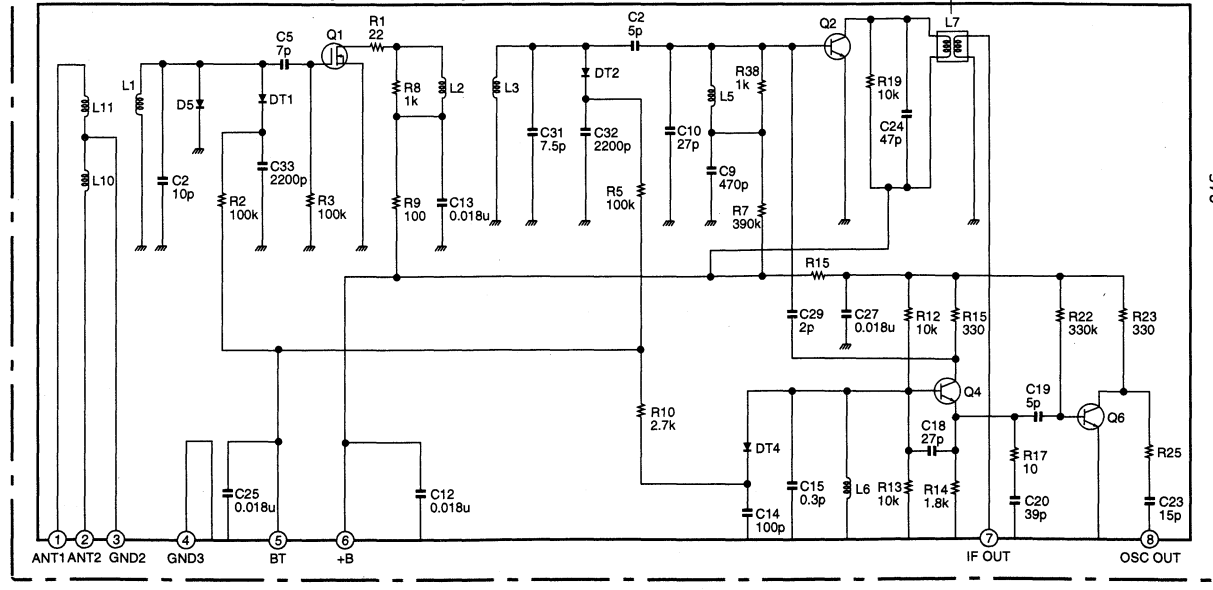 L11
L10
L1
C2
10p
D5
DT1
C5
7p
C33
2200p
R2
100k
R3
100k
Q1
R1
22
R8
1k
L2
R9
100
C13
0.018u
L3
C31
7.5p
DT2
C32
2200p
C2
5p
R5
100k
C10
27p
L5
R38
1k
C9
470p
R7
390k
Q2
R19
10k
C24
47p
L7
R15
C29
2p
C27
0.018u
R12
10k
R15
330
R22
330k
R23
330
R10
2.7k
DT4
C14
100p
C15
0.3p
L6
R13
10k
C18
27p
R14
1.8k
Q4
C19
5p
R17
10
C20
39p
Q6
R25
C23
15p
C25
0.018u
C12
0.018u
1
ANT1
2
ANT2
3
GND2
4
GND3
5
BT
6
+B
7
IF OUT
8
OSC OUT